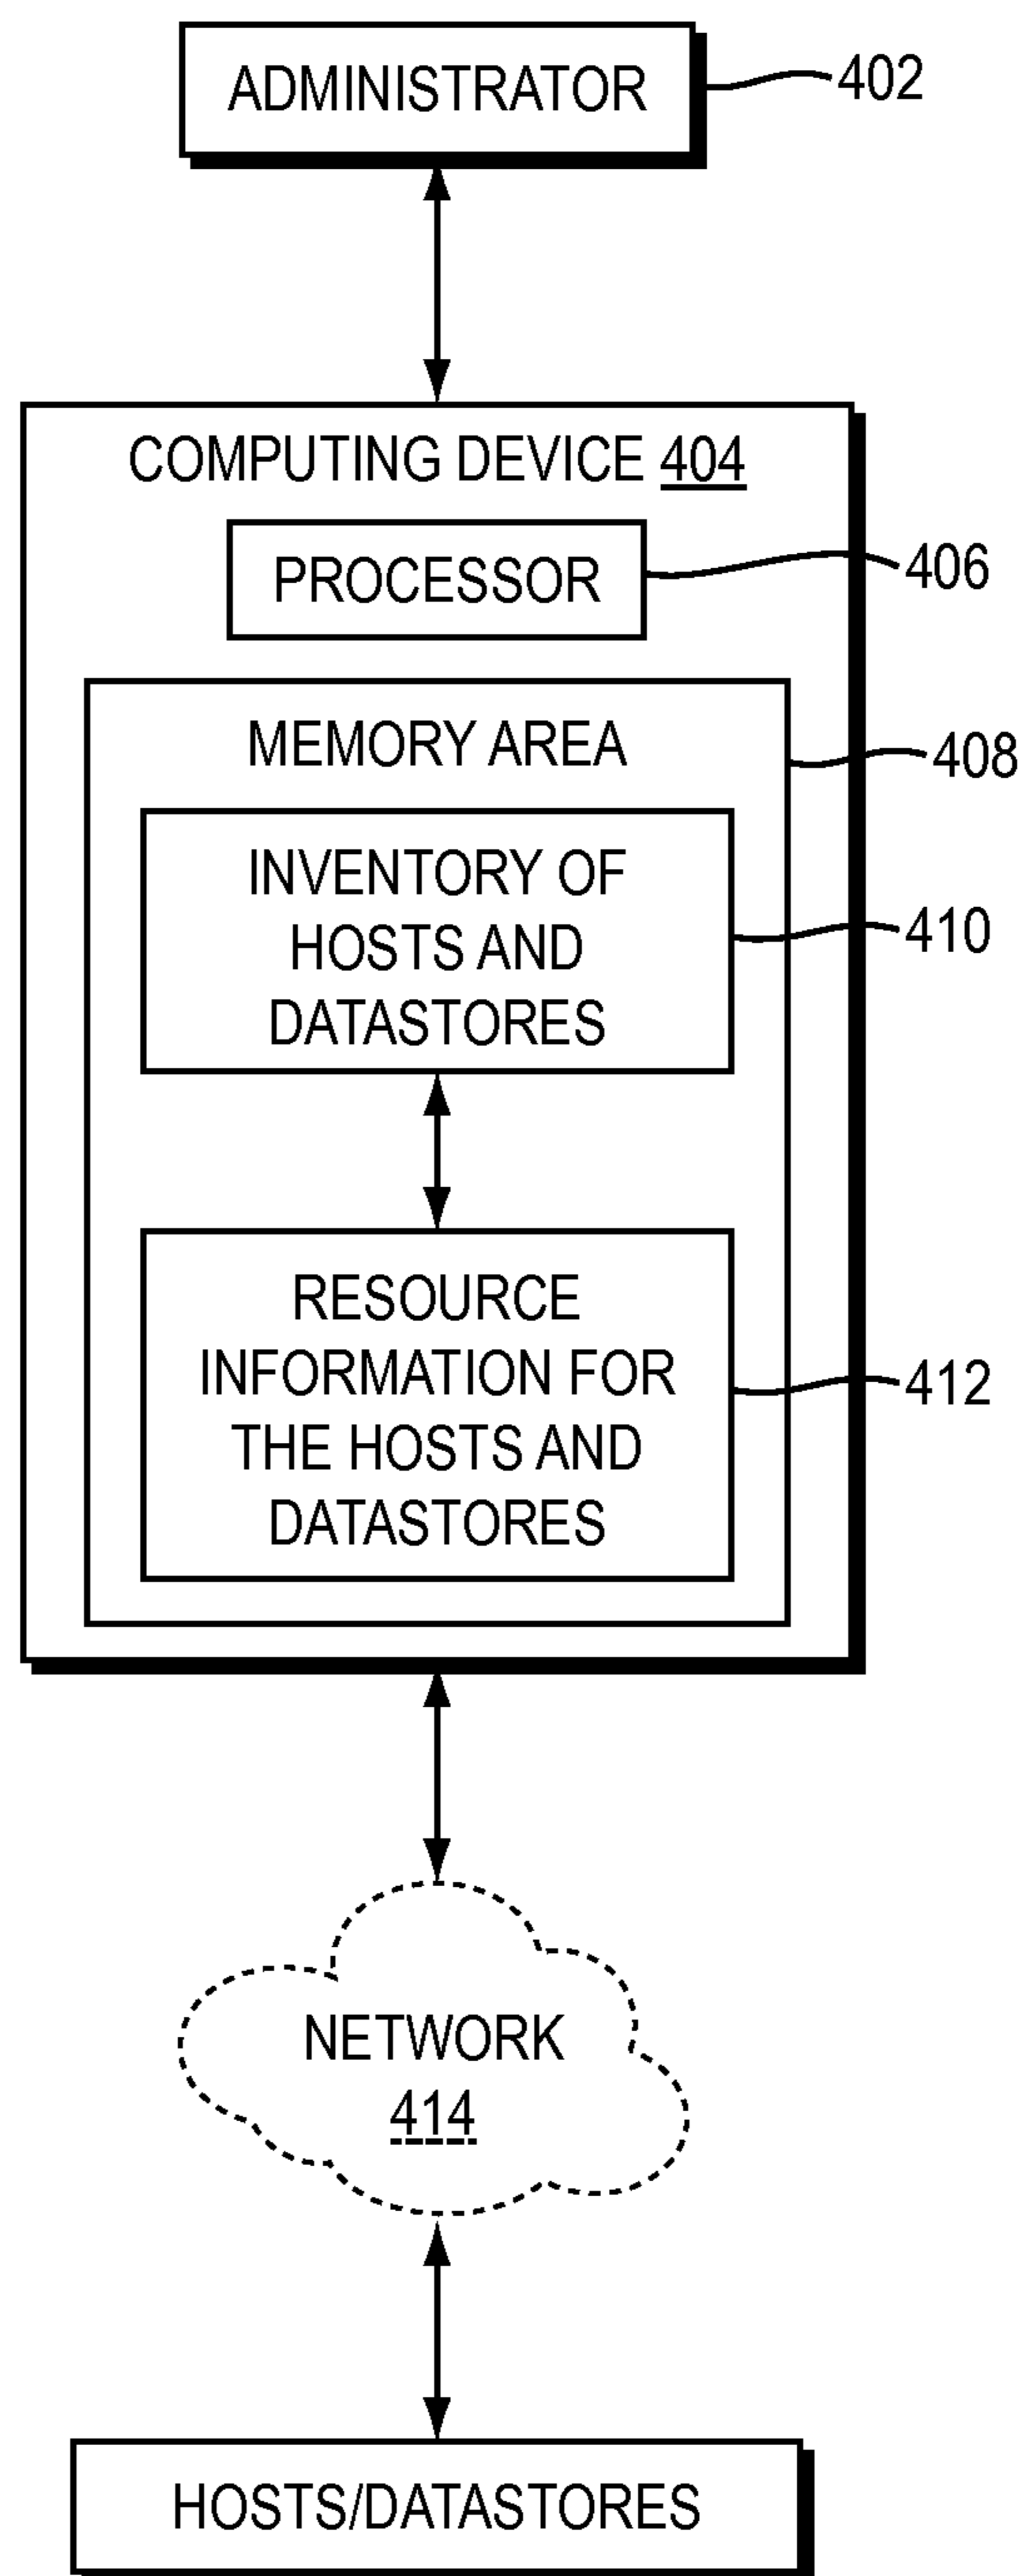 ADMINISTRATOR
402
COMPUTING DEVICE 404
PROCESSOR
406
MEMORY AREA
408
INVENTORY OF
HOSTS AND
DATASTORES
410
RESOURCE
INFORMATION FOR
THE HOSTS AND
DATASTORES
412
NETWORK
414
HOSTS/DATASTORES